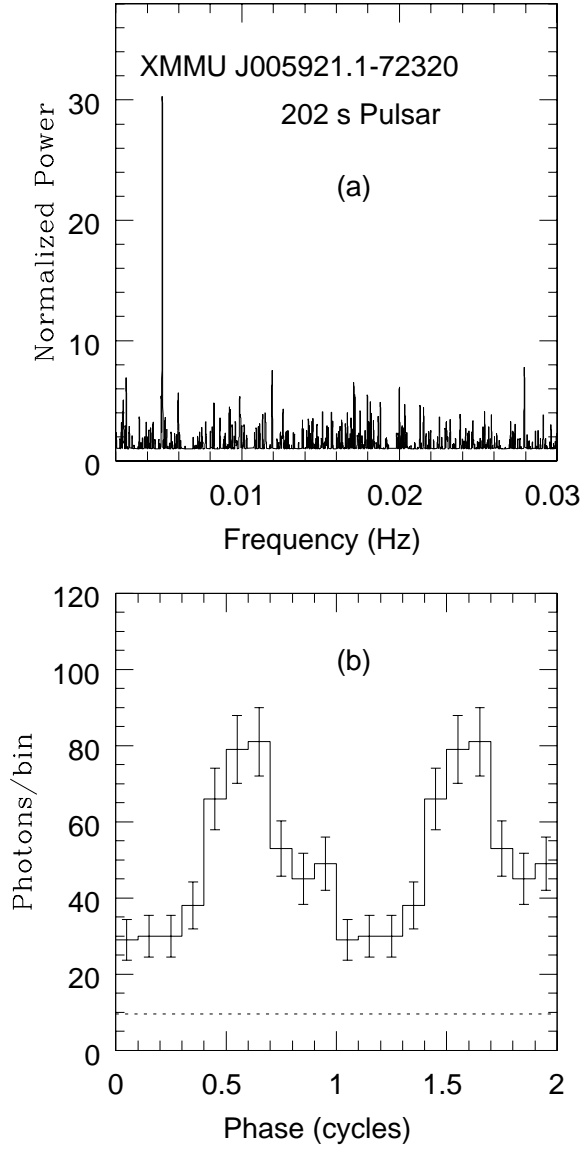 XMMU J005921.1-72320
202 s Pulsar
(a)
Normalized Power
30
20
10
0
0.01 0.02 0.03
Frequency (Hz)
(b)
Photons/bin
120
100
80
60
40
20
0
0 0.5 1 1.5 2
Phase (cycles)